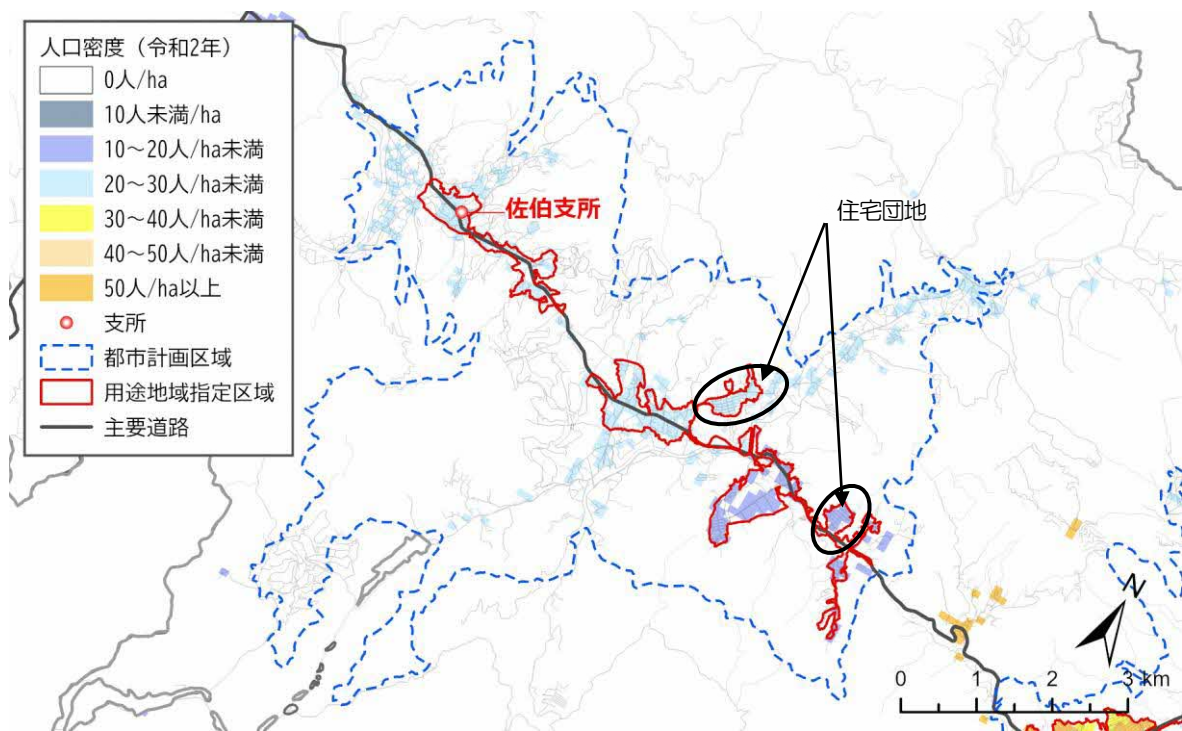 人口密度（令和2年）
0人/ha
10人未満/ha
10～20人/ha未満
20～30人/ha未満
30～40人/ha未満
40～50人/ha未満
50人/ha以上
支所
都市計画区域
用途地域指定区域
主要道路
佐伯支所
住宅団地
N
0 1 2 3 km